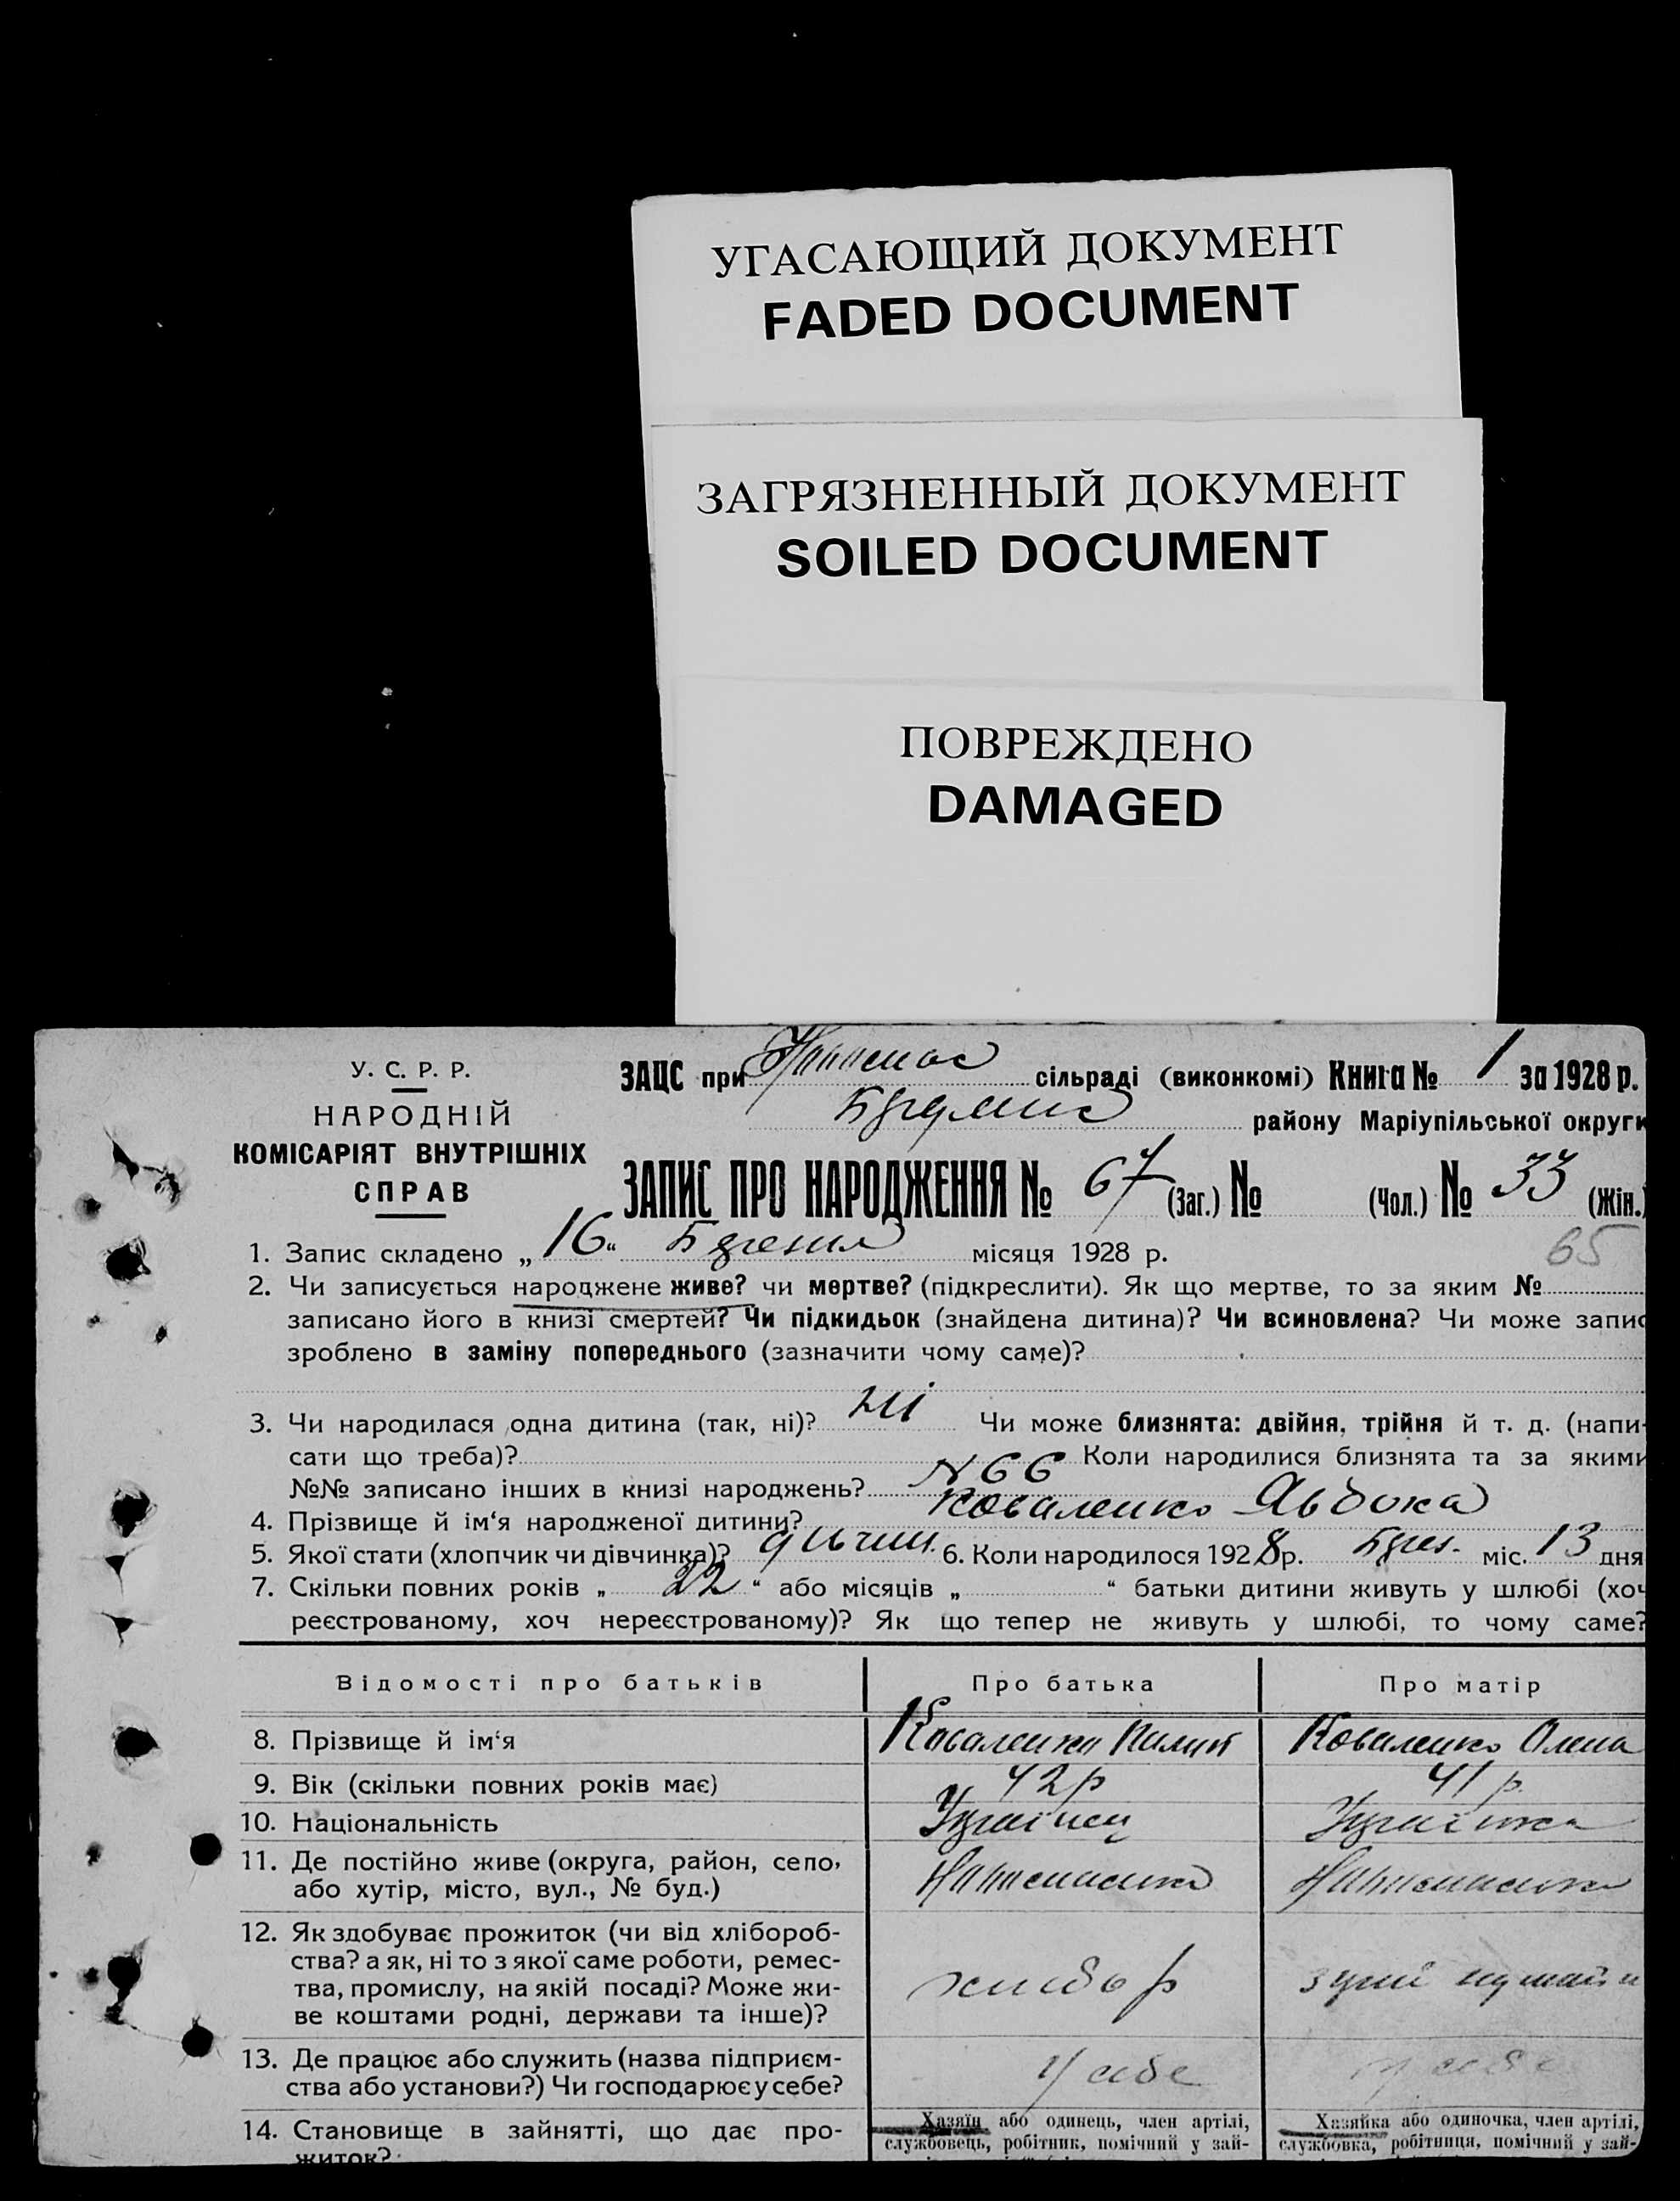 УГАСАЮЩИЙ ДОКУМЕНТ
FADED DOCUMENT
ЗАГРЯЗНЕННЫЙ ДОКУМЕНТ
SOILED DOCUMENT
ПОВРЕЖДЕНО
DAMAGED
У. С. Р. Р.
НАРОДНІЙ
КОМІСАРІЯТ ВНУТРІШНІХ
СПРАВ
ЗАЦС при сільраді (виконкомі) Книга № 1 за 1928 р.
району Маріупільської округи
ЗАПИС ПРО НАРОДЖЕННЯ № 67 (Заг.) № (Чол.) № 33 (Жін.)
65
1. Запис складено „16“ місяця 1928 р.
2. Чи записується народжене живе? чи мертве? (підкреслити). Як що мертве, то за яким №
записано його в книзі смертей? Чи підкидьок (знайдена дитина)? Чи всиновлена? Чи може запис
зроблено в заміну попереднього (зазначити чому саме)?
3. Чи народилася одна дитина (так, ні)? ні Чи може близнята: двійня, трійня й т. д. (напи-
сати що треба)? Коли народилися близнята та за якими
№№ записано інших в книзі народжень? N 66
4. Прізвище й ім‘я народженої дитини? Коваленко
5. Якої стати (хлопчик чи дівчинка)? дівчин. 6. Коли народилося 1928 р. міс. 13 дня
7. Скільки повних років „ 22 “ або місяців „ “ батьки дитини живуть у шлюбі (хоч
реєстрованому, хоч нереєстрованому)? Як що тепер не живуть у шлюбі, то чому саме?
Відомості про батьків Про батька Про матір
8. Прізвище й ім‘я Коваленко Пилип Коваленко Олена
9. Вік (скільки повних років має) 42 р 41 р.
10. Національність Українец Українка
11. Де постійно живе (округа, район, село,
або хутір, місто, вул., № буд.)
12. Як здобуває прожиток (чи від хлібороб-
ства? а як, ні то з якої саме роботи, ремес-
тва, промислу, на якій посаді? Може жи-
ве коштами родні, держави та інше)?
13. Де працює або служить (назва підприєм-
ства або установи?) Чи господарює у себе? у себе у себе
14. Становище в зайнятті, що дає про-
житок?
Хазяїн або одинець, член артілі,
службовець, робітник, помічний у зай-
Хазяйка або одиночка, член артілі,
службовка, робітниця, помічний у зай-